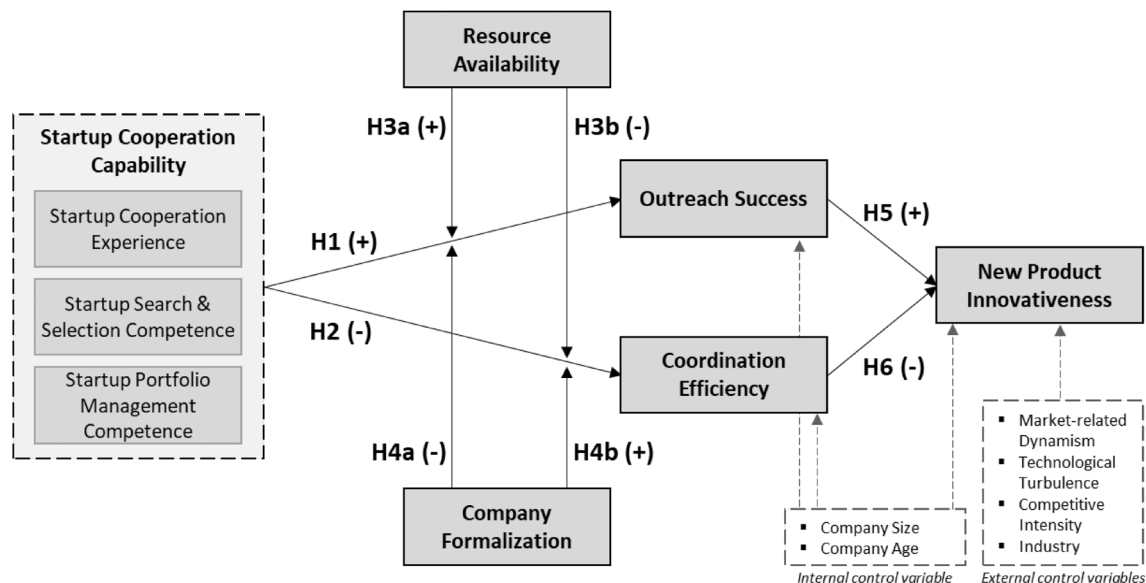 Resource
Availability
H3a (+)
H3b (-)
Startup Cooperation
Capability
Startup Cooperation
Experience
Startup Search &
Selection Competence
Startup Portfolio
Management
Competence
H1 (+)
H2 (-)
Outreach Success
H5 (+)
New Product
Innovativeness
Coordination
Efficiency
H6 (-)
H4a (-)
H4b (+)
Company
Formalization
▪ Company Size
▪ Company Age
Internal control variable
▪ Market-related
Dynamism
▪ Technological
Turbulence
▪ Competitive
Intensity
▪ Industry
External control variables